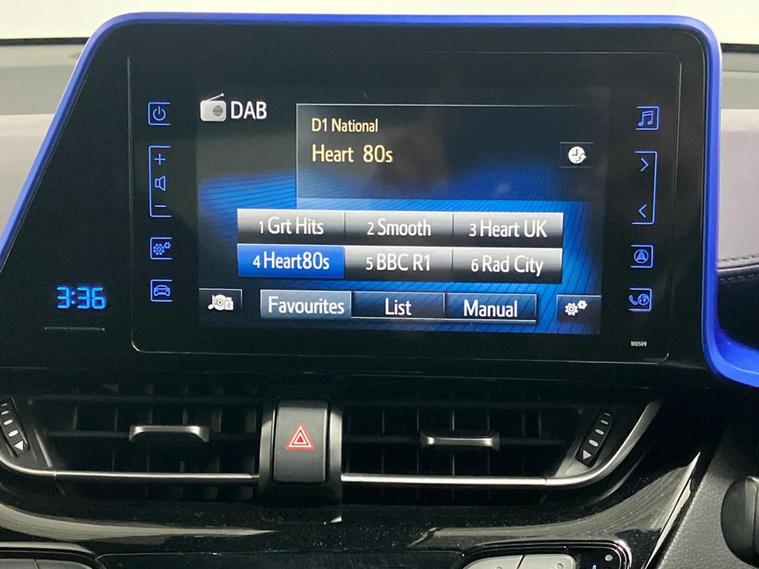 DAB
D1 National
Heart 80s
1 Grt Hits 2 Smooth 3 Heart UK
4 Heart80s 5 BBC R1 6 Rad City
Favourites List Manual
3:36
100589